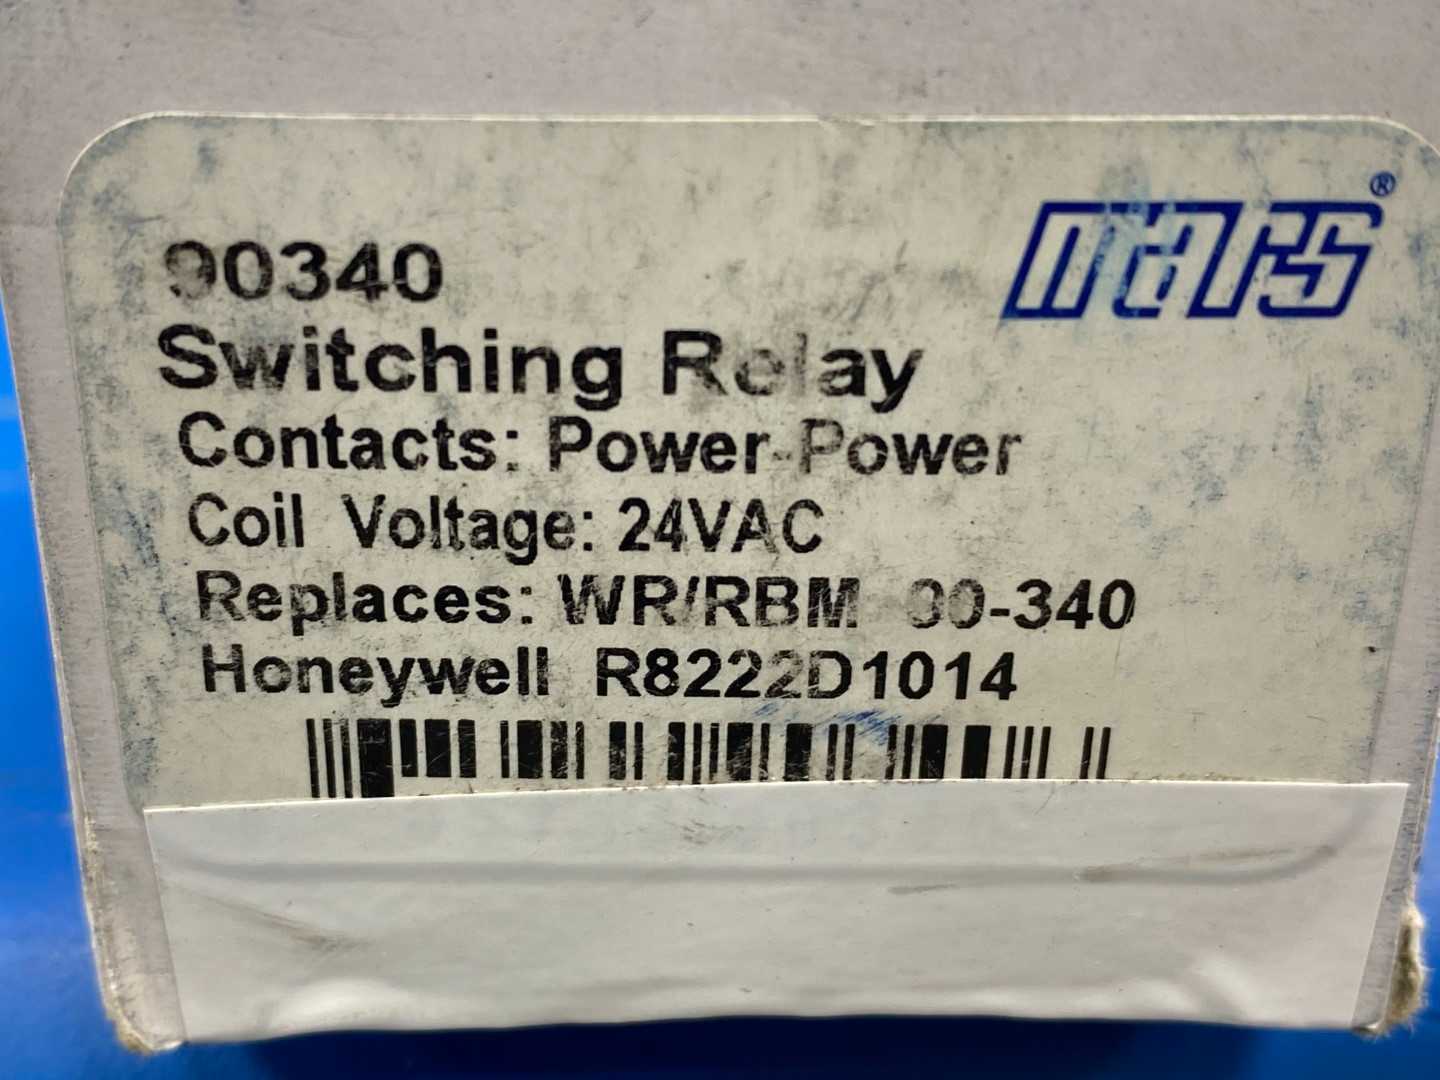 mars®
90340
Switching Relay
Contacts: Power-Power
Coil Voltage: 24VAC
Replaces: WR/RBM 90-340
Honeywell R8222D1014